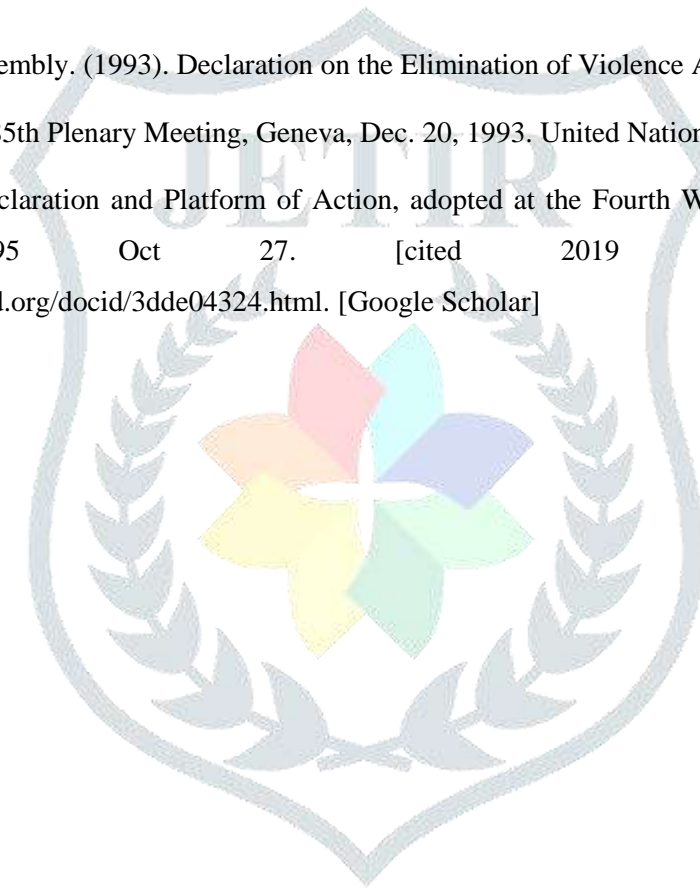 embly. (1993). Declaration on the Elimination of Violence A
85th Plenary Meeting, Geneva, Dec. 20, 1993. United Nation
claration and Platform of Action, adopted at the Fourth W
95 Oct 27. [cited 2019
d.org/docid/3dde04324.html. [Google Scholar]
JETIR